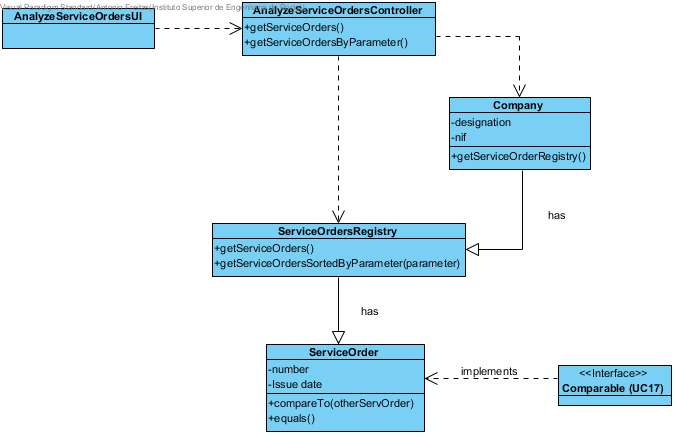 Visual Paradigm Standard(Antonio Freitas(Instituto Superior de Engenharia do Porto))
AnalyzeServiceOrdersUI
AnalyzeServiceOrdersController
+getServiceOrders()
+getServiceOrdersByParameter()
Company
-designation
-nif
+getServiceOrderRegistry()
has
ServiceOrdersRegistry
+getServiceOrders()
+getServiceOrdersSortedByParameter(parameter)
has
ServiceOrder
-number
-Issue date
+compareTo(otherServOrder)
+equals()
implements
<<Interface>>
Comparable (UC17)